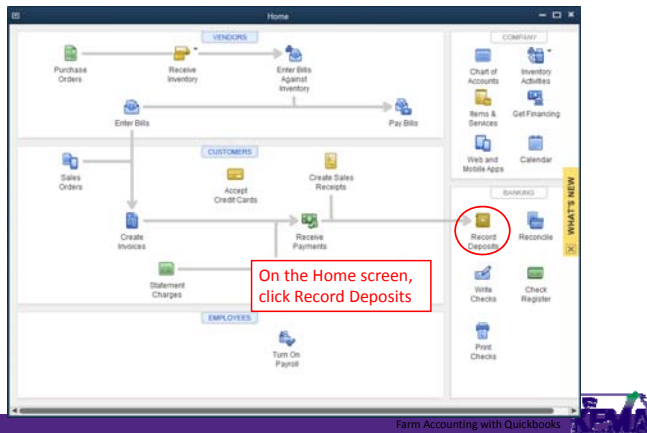 Home
VENDORS
Purchase
Orders
Receive
Inventory
Enter Bills
Against
Inventory
Enter Bills
Pay Bills
CUSTOMERS
Sales
Orders
Accept
Credit Cards
Create Sales
Receipts
Create
Invoices
Receive
Payments
Statement
Charges
On the Home screen,
click Record Deposits
EMPLOYEES
Turn On
Payroll
COMPANY
Chart of
Accounts
Inventory
Activities
Items &
Services
Get Financing
Web and
Mobile Apps
Calendar
BANKING
Record
Deposits
Reconcile
Write
Checks
Check
Register
Print
Checks
WHAT'S NEW
Farm Accounting with Quickbooks
KFMA